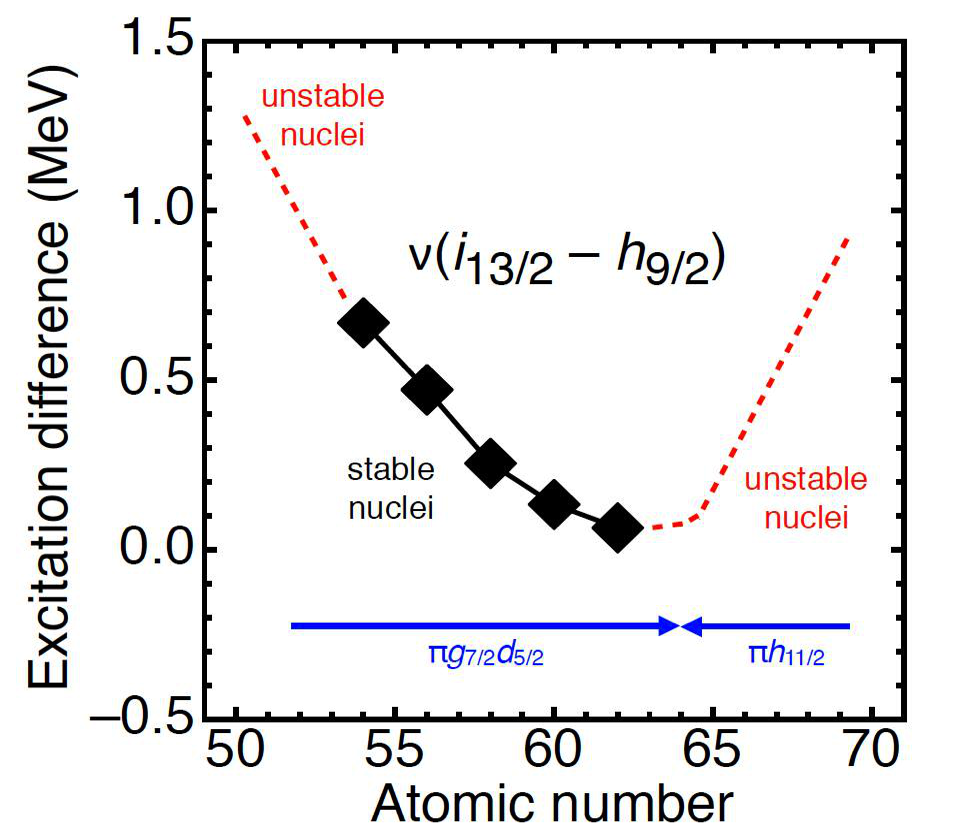 Excitation difference (MeV)
1.5
1.0
0.5
0.0
−0.5
unstable
nuclei
ν(i13/2 − h9/2)
stable
nuclei
unstable
nuclei
πg7/2d5/2
πh11/2
50 55 60 65 70
Atomic number